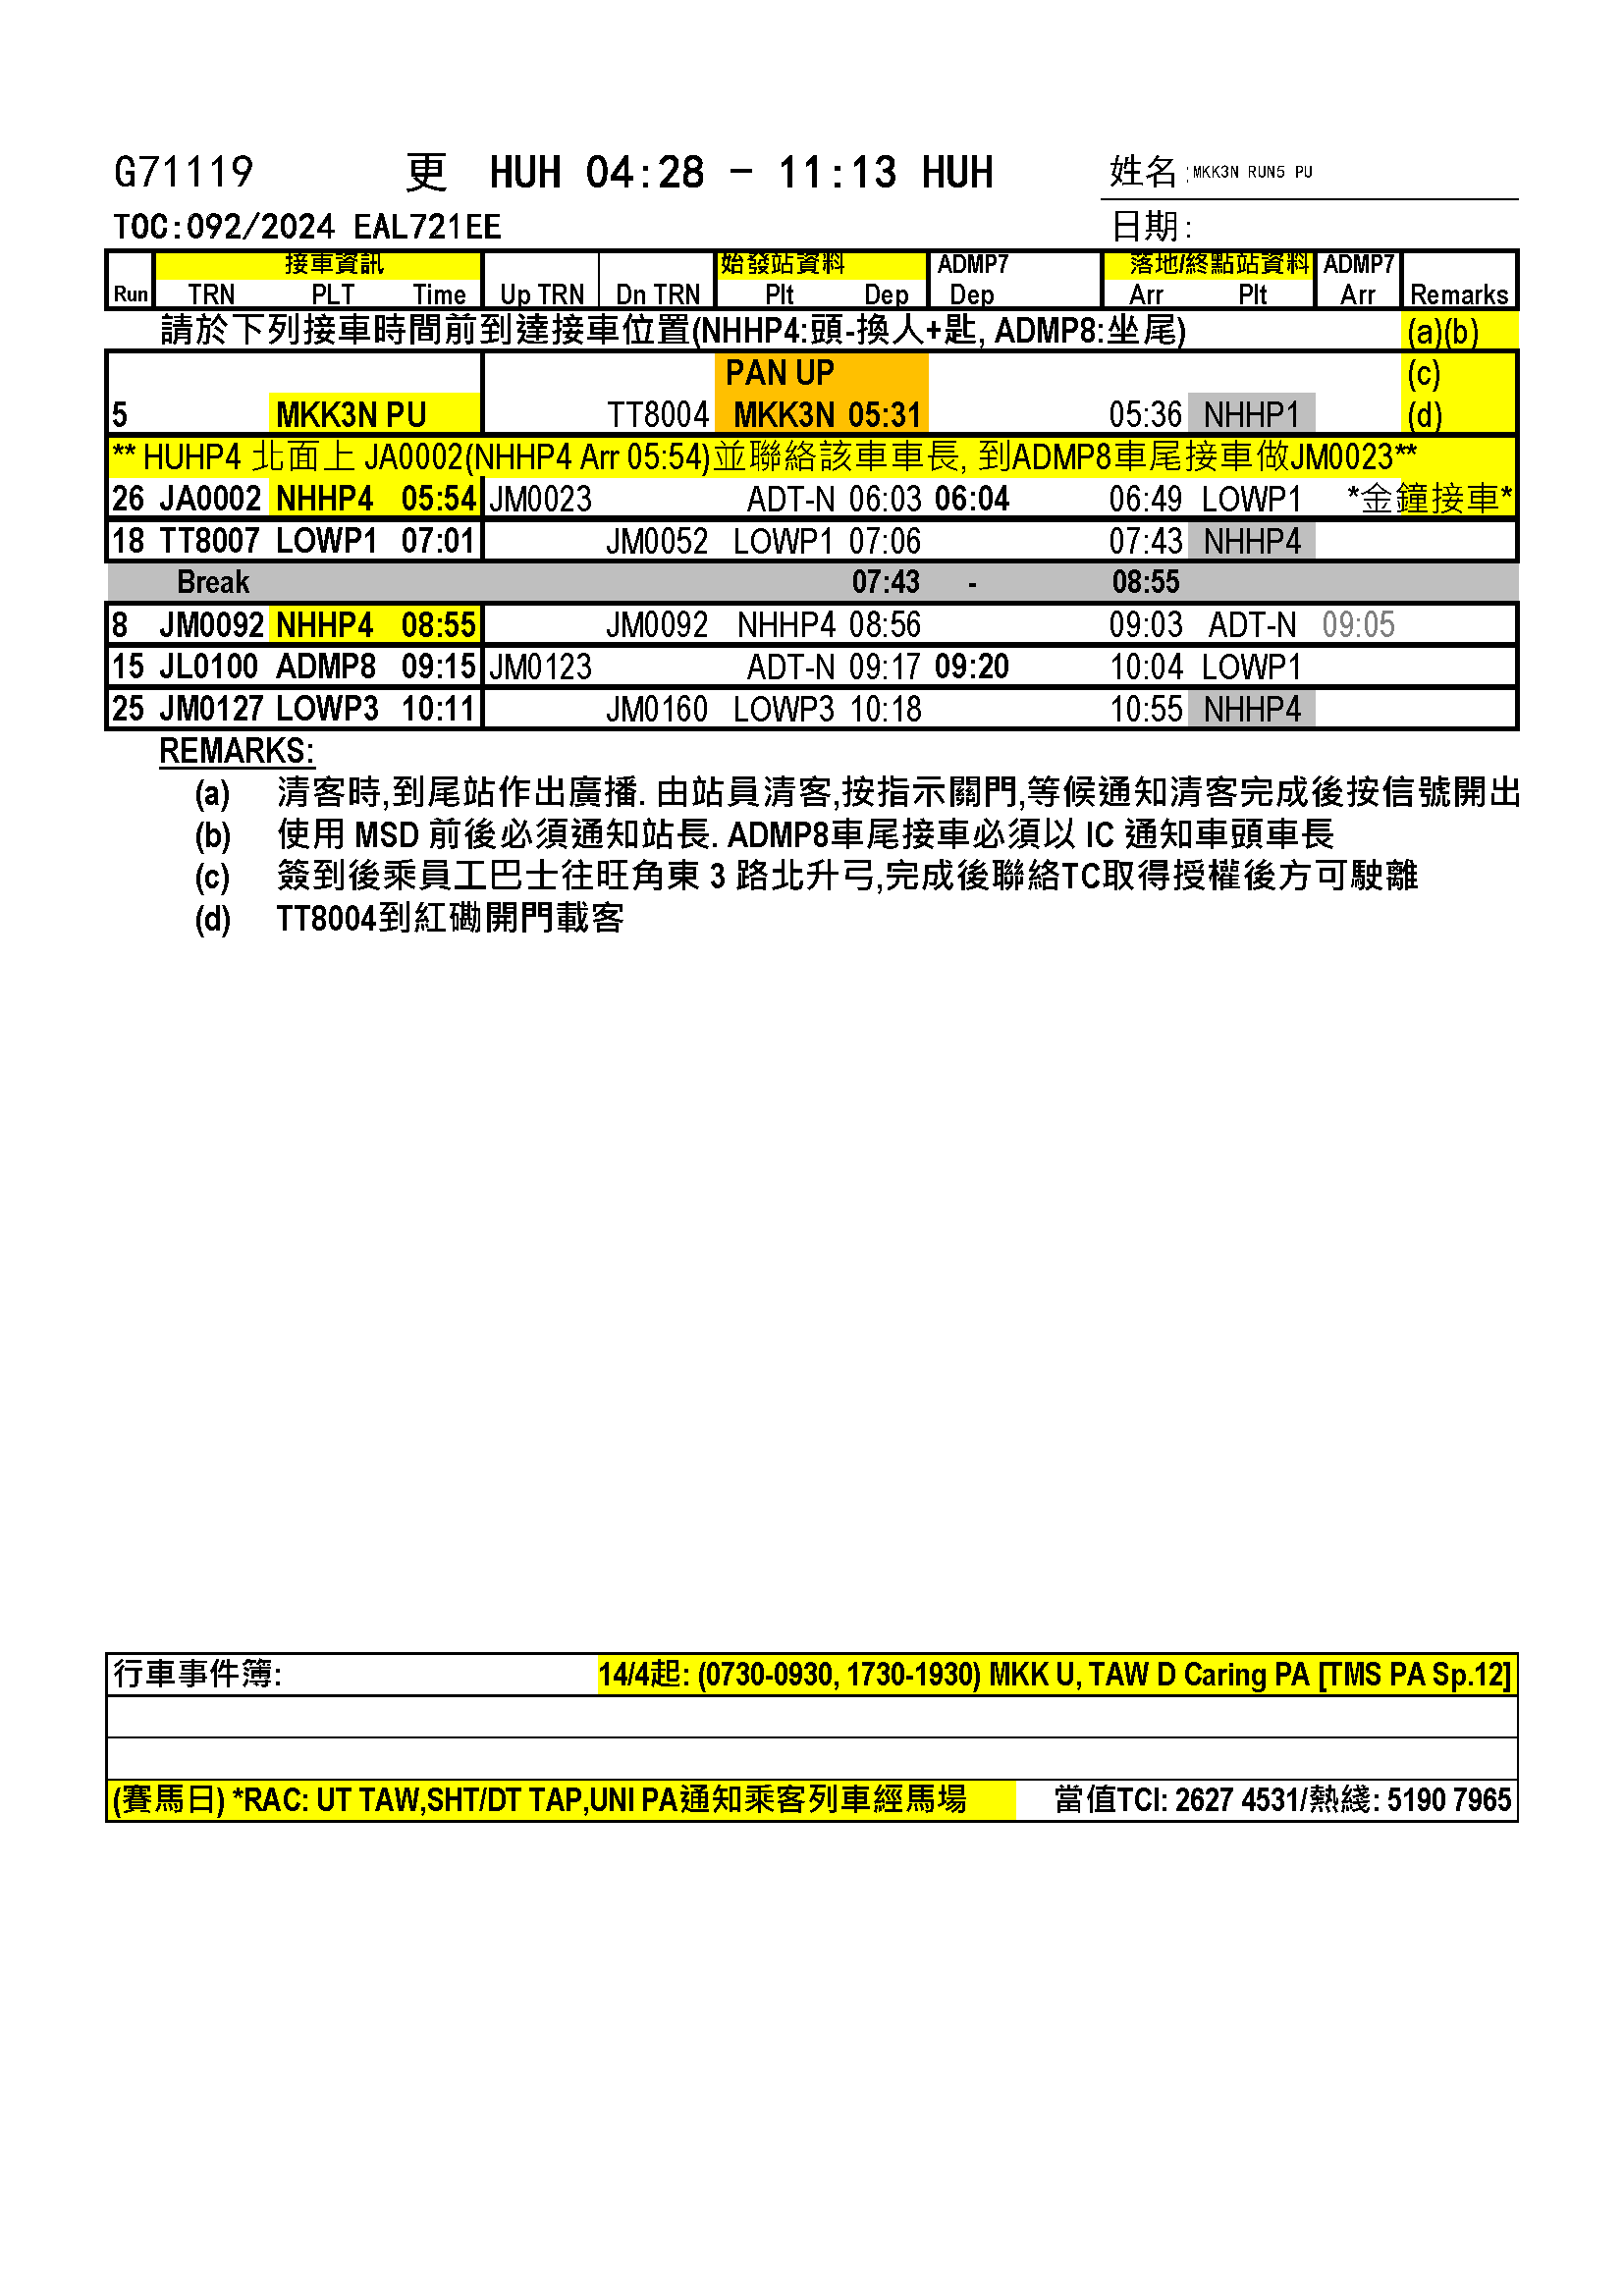 G71119 更 HUH 04:28 - 11:13 HUH 姓名:MKK3N RUN5 PU
TOC:092/2024 EAL721EE 日期:
接車資訊 始發站資料 ADMP7 落地/終點站資料 ADMP7
Run TRN PLT Time Up TRN Dn TRN Plt Dep Dep Arr Plt Arr Remarks
請於下列接車時間前到達接車位置(NHHP4:頭-換人+匙, ADMP8:坐尾) (a)(b)
PAN UP (c)
5 MKK3N PU TT8004 MKK3N 05:31 05:36 NHHP1 (d)
** HUHP4 北面上 JA0002(NHHP4 Arr 05:54)並聯絡該車車長, 到ADMP8車尾接車做JM0023**
26 JA0002 NHHP4 05:54 JM0023 ADT-N 06:03 06:04 06:49 LOWP1 *金鐘接車*
18 TT8007 LOWP1 07:01 JM0052 LOWP1 07:06 07:43 NHHP4
Break 07:43 - 08:55
8 JM0092 NHHP4 08:55 JM0092 NHHP4 08:56 09:03 ADT-N 09:05
15 JL0100 ADMP8 09:15 JM0123 ADT-N 09:17 09:20 10:04 LOWP1
25 JM0127 LOWP3 10:11 JM0160 LOWP3 10:18 10:55 NHHP4
REMARKS:
(a) 清客時,到尾站作出廣播. 由站員清客,按指示關門,等候通知清客完成後按信號開出
(b) 使用 MSD 前後必須通知站長. ADMP8車尾接車必須以 IC 通知車頭車長
(c) 簽到後乘員工巴士往旺角東 3 路北升弓,完成後聯絡TC取得授權後方可駛離
(d) TT8004到紅磡開門載客
行車事件簿: 14/4起: (0730-0930, 1730-1930) MKK U, TAW D Caring PA [TMS PA Sp.12]
(賽馬日) *RAC: UT TAW,SHT/DT TAP,UNI PA通知乘客列車經馬場 當值TCI: 2627 4531/熱綫: 5190 7965